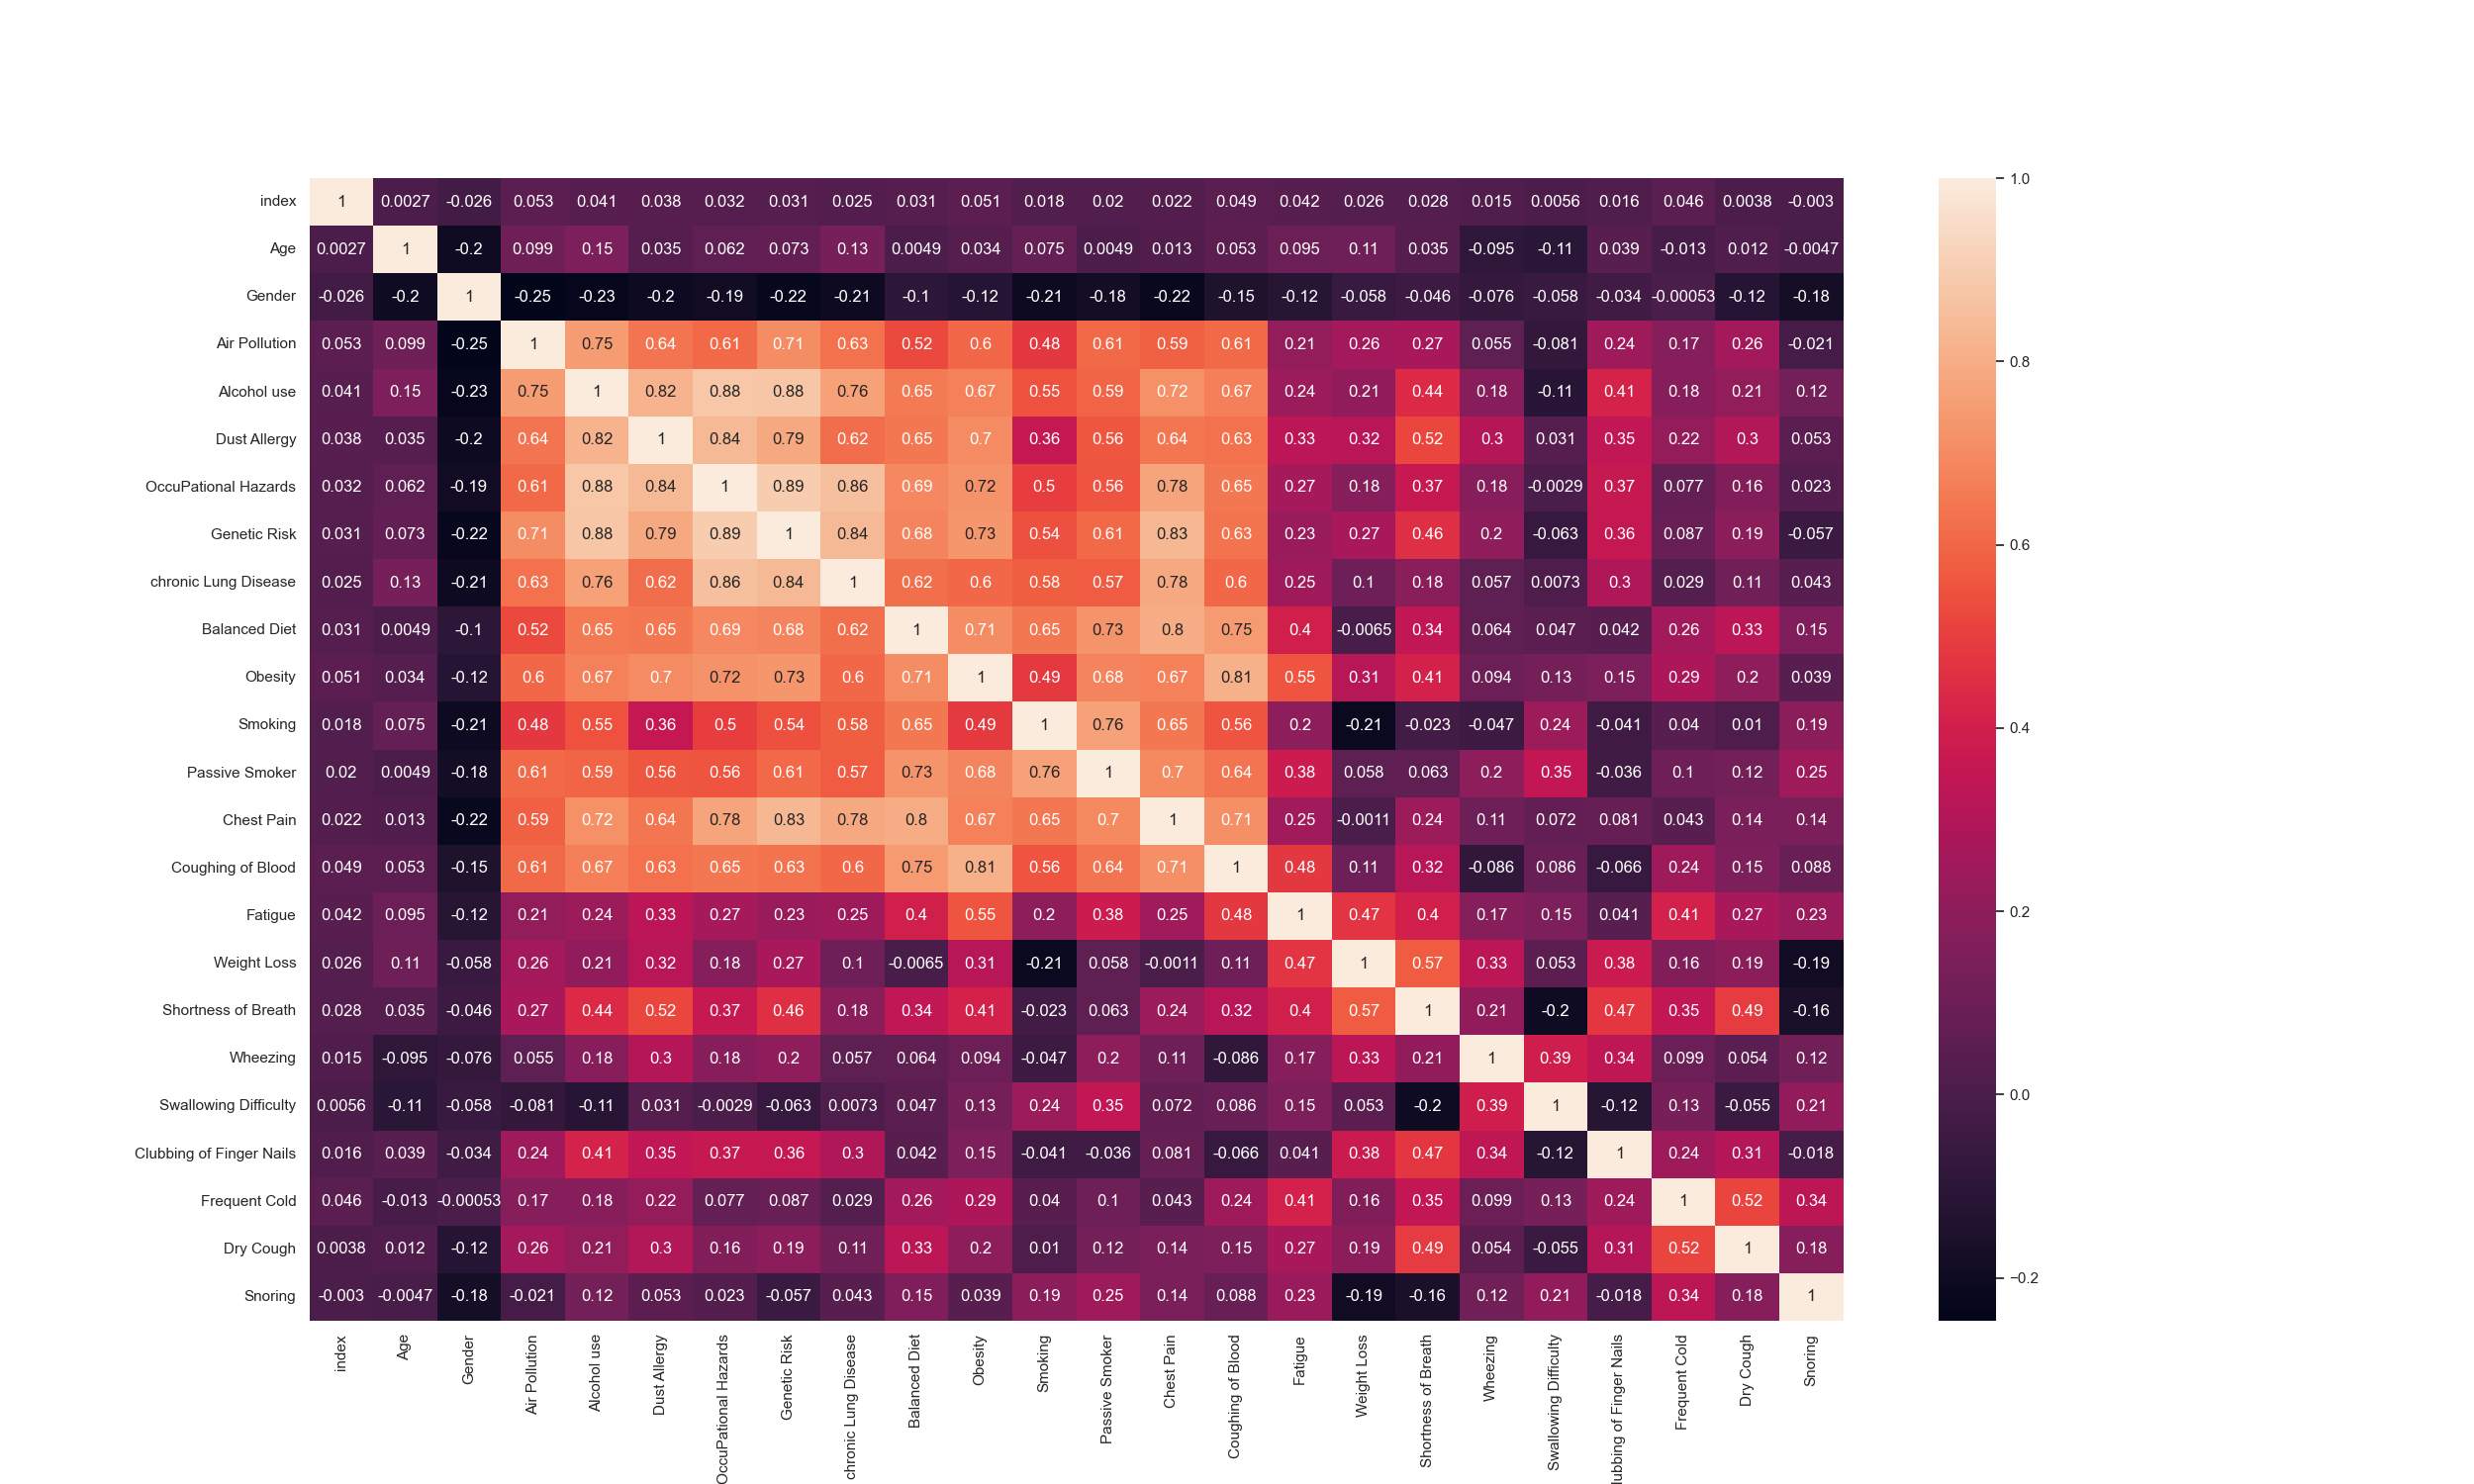 index 1 0.0027 -0.026 0.053 0.041 0.038 0.032 0.031 0.025 0.031 0.051 0.018 0.02 0.022 0.049 0.042 0.026 0.028 0.015 0.0056 0.016 0.046 0.0038 -0.003
Age 0.0027 1 -0.2 0.099 0.15 0.035 0.062 0.073 0.13 0.0049 0.034 0.075 0.0049 0.013 0.053 0.095 0.11 0.035 -0.095 -0.11 0.039 -0.013 0.012 -0.0047
Gender -0.026 -0.2 1 -0.25 -0.23 -0.2 -0.19 -0.22 -0.21 -0.1 -0.12 -0.21 -0.18 -0.22 -0.15 -0.12 -0.058 -0.046 -0.076 -0.058 -0.034 -0.00053 -0.12 -0.18
Air Pollution 0.053 0.099 -0.25 1 0.75 0.64 0.61 0.71 0.63 0.52 0.6 0.48 0.61 0.59 0.61 0.21 0.26 0.27 0.055 -0.081 0.24 0.17 0.26 -0.021
Alcohol use 0.041 0.15 -0.23 0.75 1 0.82 0.88 0.88 0.76 0.65 0.67 0.55 0.59 0.72 0.67 0.24 0.21 0.44 0.18 -0.11 0.41 0.18 0.21 0.12
Dust Allergy 0.038 0.035 -0.2 0.64 0.82 1 0.84 0.79 0.62 0.65 0.7 0.36 0.56 0.64 0.63 0.33 0.32 0.52 0.3 0.031 0.35 0.22 0.3 0.053
OccuPational Hazards 0.032 0.062 -0.19 0.61 0.88 0.84 1 0.89 0.86 0.69 0.72 0.5 0.56 0.78 0.65 0.27 0.18 0.37 0.18 -0.0029 0.37 0.077 0.16 0.023
Genetic Risk 0.031 0.073 -0.22 0.71 0.88 0.79 0.89 1 0.84 0.68 0.73 0.54 0.61 0.83 0.63 0.23 0.27 0.46 0.2 -0.063 0.36 0.087 0.19 -0.057
chronic Lung Disease 0.025 0.13 -0.21 0.63 0.76 0.62 0.86 0.84 1 0.62 0.6 0.58 0.57 0.78 0.6 0.25 0.1 0.18 0.057 0.0073 0.3 0.029 0.11 0.043
Balanced Diet 0.031 0.0049 -0.1 0.52 0.65 0.65 0.69 0.68 0.62 1 0.71 0.65 0.73 0.8 0.75 0.4 -0.0065 0.34 0.064 0.047 0.042 0.26 0.33 0.15
Obesity 0.051 0.034 -0.12 0.6 0.67 0.7 0.72 0.73 0.6 0.71 1 0.49 0.68 0.67 0.81 0.55 0.31 0.41 0.094 0.13 0.15 0.29 0.2 0.039
Smoking 0.018 0.075 -0.21 0.48 0.55 0.36 0.5 0.54 0.58 0.65 0.49 1 0.76 0.65 0.56 0.2 -0.21 -0.023 -0.047 0.24 -0.041 0.04 0.01 0.19
Passive Smoker 0.02 0.0049 -0.18 0.61 0.59 0.56 0.56 0.61 0.57 0.73 0.68 0.76 1 0.7 0.64 0.38 0.058 0.063 0.2 0.35 -0.036 0.1 0.12 0.25
Chest Pain 0.022 0.013 -0.22 0.59 0.72 0.64 0.78 0.83 0.78 0.8 0.67 0.65 0.7 1 0.71 0.25 -0.0011 0.24 0.11 0.072 0.081 0.043 0.14 0.14
Coughing of Blood 0.049 0.053 -0.15 0.61 0.67 0.63 0.65 0.63 0.6 0.75 0.81 0.56 0.64 0.71 1 0.48 0.11 0.32 -0.086 0.086 -0.066 0.24 0.15 0.088
Fatigue 0.042 0.095 -0.12 0.21 0.24 0.33 0.27 0.23 0.25 0.4 0.55 0.2 0.38 0.25 0.48 1 0.47 0.4 0.17 0.15 0.041 0.41 0.27 0.23
Weight Loss 0.026 0.11 -0.058 0.26 0.21 0.32 0.18 0.27 0.1 -0.0065 0.31 -0.21 0.058 -0.0011 0.11 0.47 1 0.57 0.33 0.053 0.38 0.16 0.19 -0.19
Shortness of Breath 0.028 0.035 -0.046 0.27 0.44 0.52 0.37 0.46 0.18 0.34 0.41 -0.023 0.063 0.24 0.32 0.4 0.57 1 0.21 -0.2 0.47 0.35 0.49 -0.16
Wheezing 0.015 -0.095 -0.076 0.055 0.18 0.3 0.18 0.2 0.057 0.064 0.094 -0.047 0.2 0.11 -0.086 0.17 0.33 0.21 1 0.39 0.34 0.099 0.054 0.12
Swallowing Difficulty 0.0056 -0.11 -0.058 -0.081 -0.11 0.031 -0.0029 -0.063 0.0073 0.047 0.13 0.24 0.35 0.072 0.086 0.15 0.053 -0.2 0.39 1 -0.12 0.13 -0.055 0.21
Clubbing of Finger Nails 0.016 0.039 -0.034 0.24 0.41 0.35 0.37 0.36 0.3 0.042 0.15 -0.041 -0.036 0.081 -0.066 0.041 0.38 0.47 0.34 -0.12 1 0.24 0.31 -0.018
Frequent Cold 0.046 -0.013 -0.00053 0.17 0.18 0.22 0.077 0.087 0.029 0.26 0.29 0.04 0.1 0.043 0.24 0.41 0.16 0.35 0.099 0.13 0.24 1 0.52 0.34
Dry Cough 0.0038 0.012 -0.12 0.26 0.21 0.3 0.16 0.19 0.11 0.33 0.2 0.01 0.12 0.14 0.15 0.27 0.19 0.49 0.054 -0.055 0.31 0.52 1 0.18
Snoring -0.003 -0.0047 -0.18 -0.021 0.12 0.053 0.023 -0.057 0.043 0.15 0.039 0.19 0.25 0.14 0.088 0.23 -0.19 -0.16 0.12 0.21 -0.018 0.34 0.18 1
index
Age
Gender
Air Pollution
Alcohol use
Dust Allergy
OccuPational Hazards
Genetic Risk
chronic Lung Disease
Balanced Diet
Obesity
Smoking
Passive Smoker
Chest Pain
Coughing of Blood
Fatigue
Weight Loss
Shortness of Breath
Wheezing
Swallowing Difficulty
lubbing of Finger Nails
Frequent Cold
Dry Cough
Snoring
1.0
0.8
0.6
0.4
0.2
0.0
−0.2